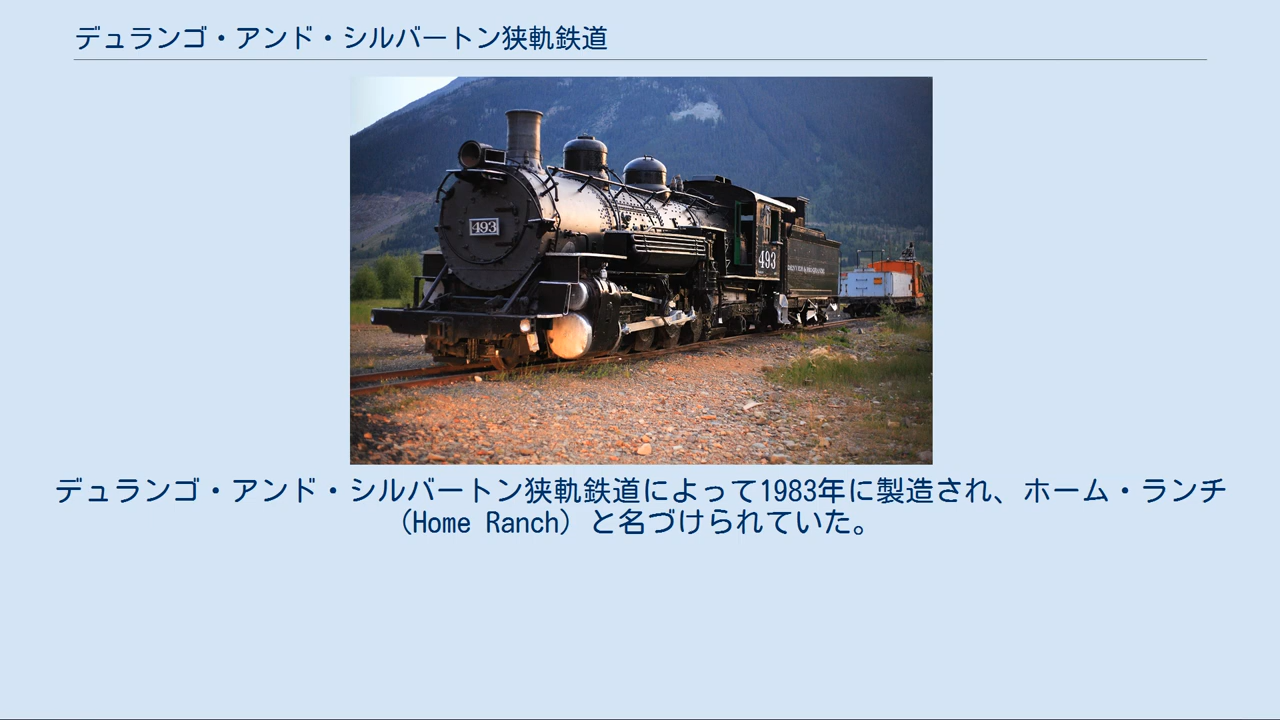 デュランゴ・アンド・シルバートン狭軌鉄道
493
493
デュランゴ・アンド・シルバートン狭軌鉄道によって1983年に製造され、ホーム・ランチ
（Home Ranch）と名づけられていた。